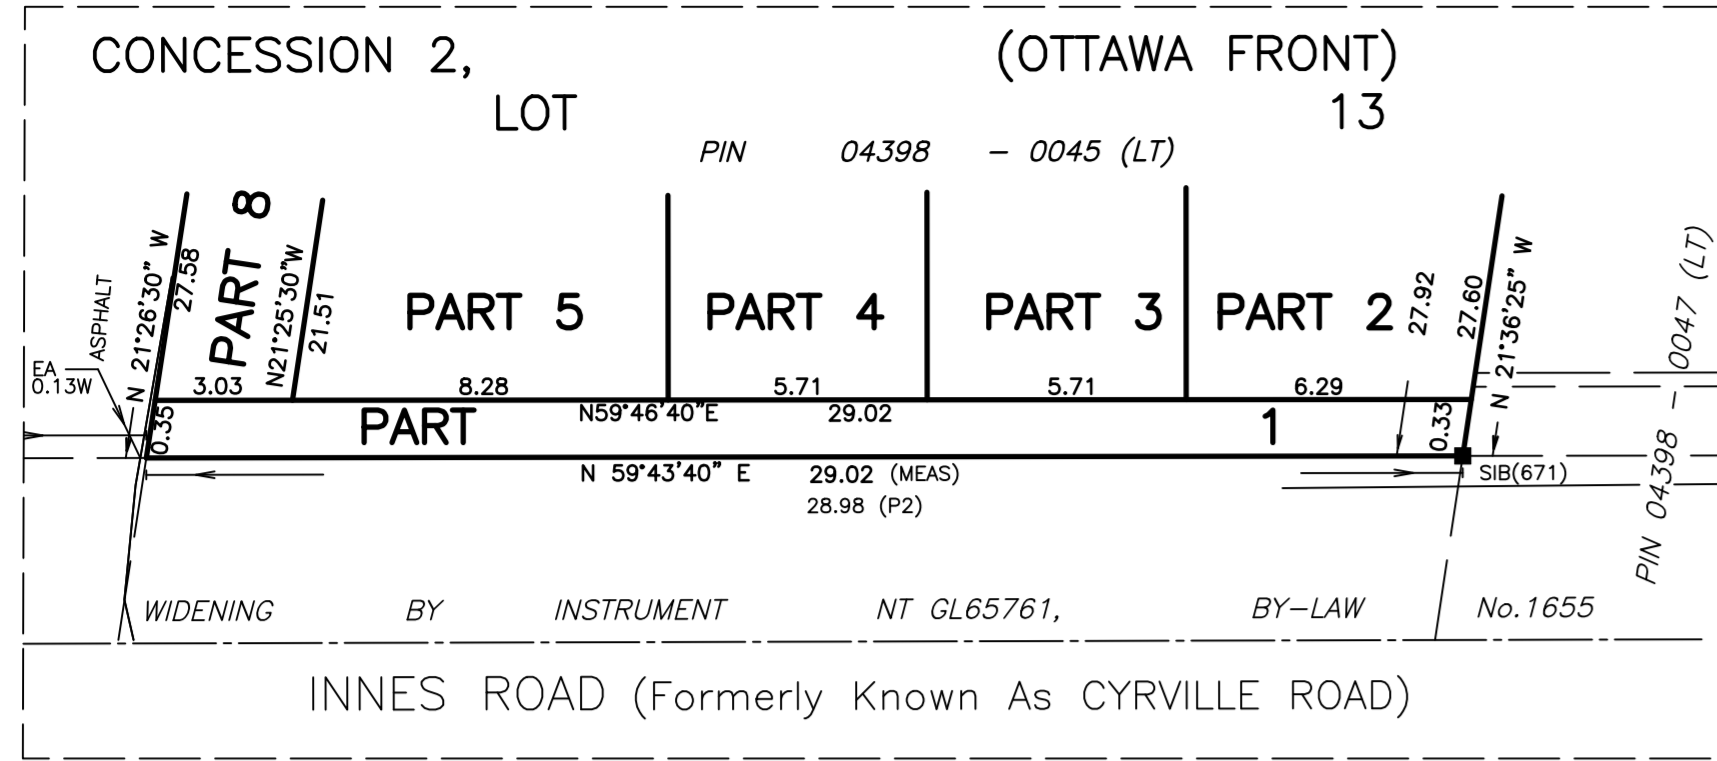 CONCESSION 2, (OTTAWA FRONT)
LOT 13
PIN 04398 – 0045 (LT)
PART 8
N 21°26'30" W
27.58
N21°25'30"W
21.51
ASPHALT
EA
0.13W
PART 5
PART 4
PART 3
PART 2
27.92
27.60
N 21°36'25" W
PIN 04398 – 0047 (LT)
3.03
8.28
5.71
5.71
6.29
0.35
PART 1
N59°46'40"E 29.02
0.33
N 59°43'40" E 29.02 (MEAS)
28.98 (P2)
SIB(671)
WIDENING BY INSTRUMENT NT GL65761, BY–LAW No.1655
INNES ROAD (Formerly Known As CYRVILLE ROAD)